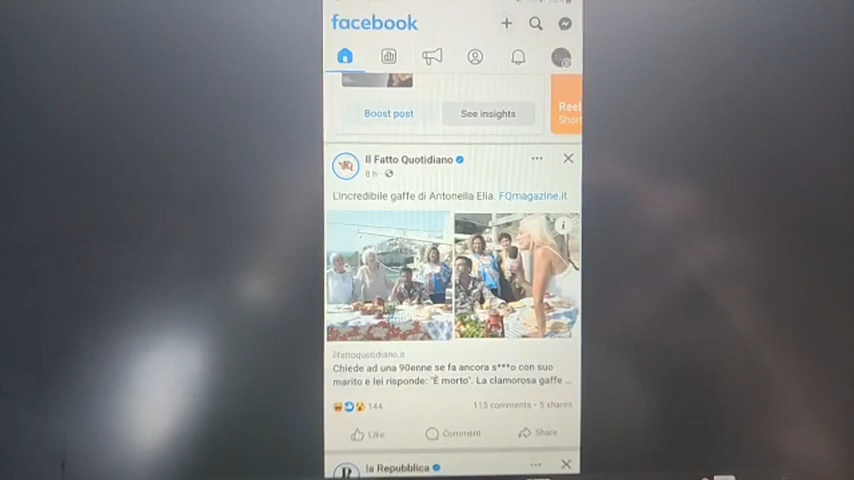 facebook
Boost post
See insights
Reel
Short
Il Fatto Quotidiano
8 h
L'incredibile gaffe di Antonella Elia. FQmagazine.it
ilfattoquotidiano.it
Chiede ad una 90enne se fa ancora s***o con suo
marito e lei risponde: "È morto". La clamorosa gaffe ...
144
115 comments • 5 shares
Like
Comment
Share
la Repubblica